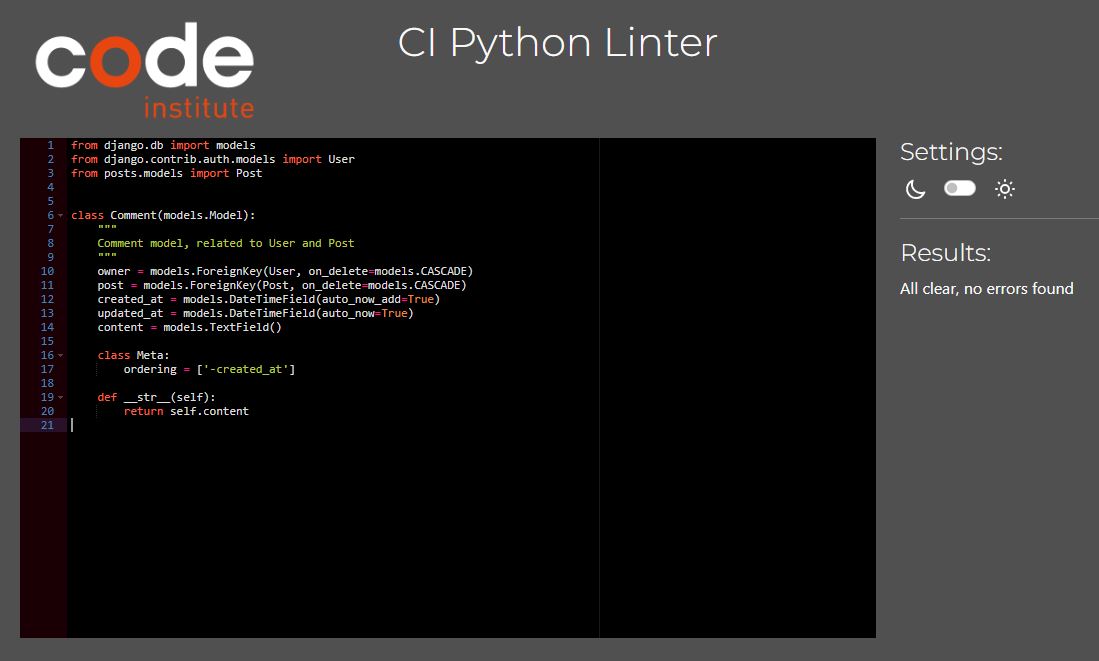 code
institute
CI Python Linter
1 from django.db import models
2 from django.contrib.auth.models import User
3 from posts.models import Post
4
5
6 class Comment(models.Model):
7     """
8     Comment model, related to User and Post
9     """
10     owner = models.ForeignKey(User, on_delete=models.CASCADE)
11     post = models.ForeignKey(Post, on_delete=models.CASCADE)
12     created_at = models.DateTimeField(auto_now_add=True)
13     updated_at = models.DateTimeField(auto_now=True)
14     content = models.TextField()
15
16     class Meta:
17         ordering = ['-created_at']
18
19     def __str__(self):
20         return self.content
21
Settings:
Results:
All clear, no errors found